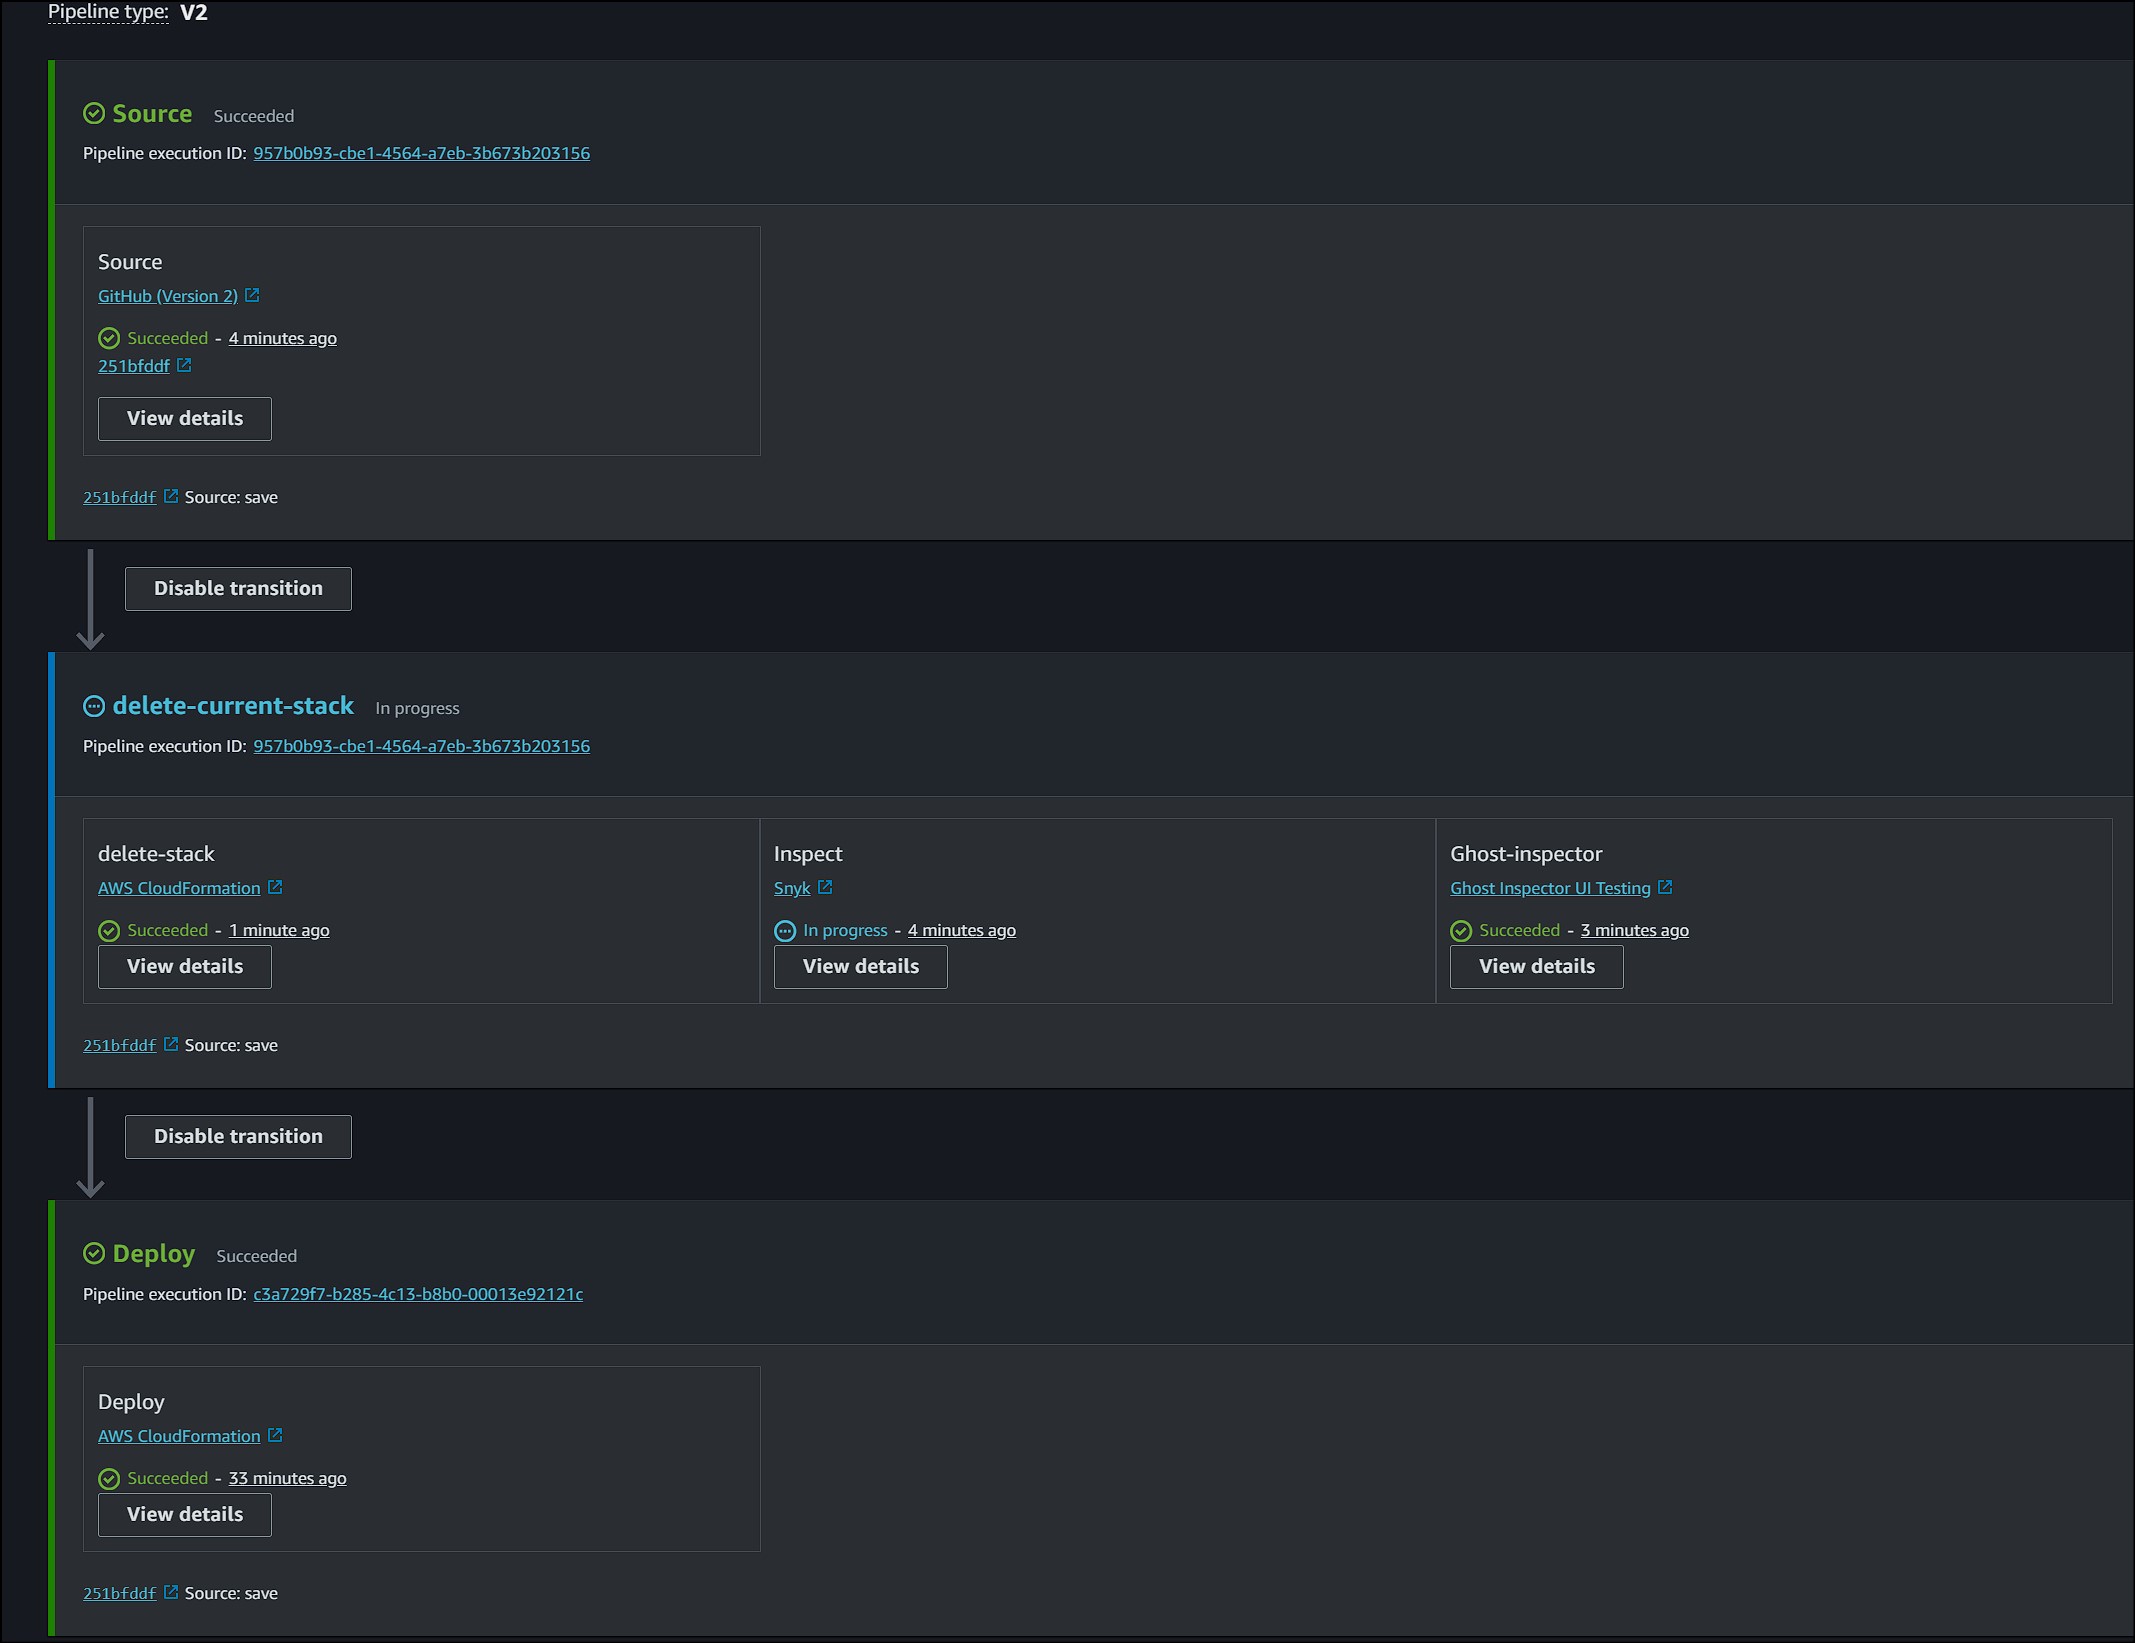 Pipeline type: V2
Source Succeeded
Pipeline execution ID: 957b0b93-cbe1-4564-a7eb-3b673b203156
Source
GitHub (Version 2)
Succeeded - 4 minutes ago
251bfddf
View details
251bfddf Source: save
Disable transition
delete-current-stack In progress
Pipeline execution ID: 957b0b93-cbe1-4564-a7eb-3b673b203156
delete-stack
AWS CloudFormation
Succeeded - 1 minute ago
View details
Inspect
Snyk
In progress - 4 minutes ago
View details
Ghost-inspector
Ghost Inspector UI Testing
Succeeded - 3 minutes ago
View details
251bfddf Source: save
Disable transition
Deploy Succeeded
Pipeline execution ID: c3a729f7-b285-4c13-b8b0-00013e92121c
Deploy
AWS CloudFormation
Succeeded - 33 minutes ago
View details
251bfddf Source: save